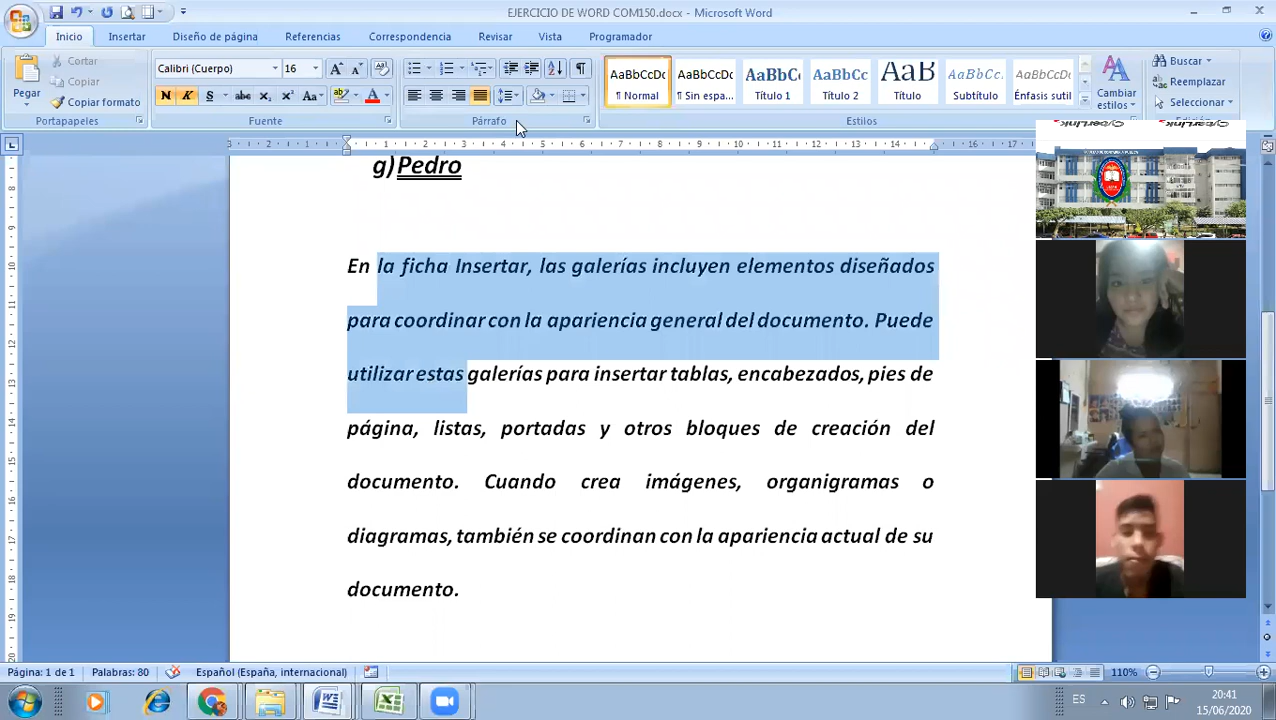 EJERCICIO DE WORD COM150.docx - Microsoft Word
Inicio Insertar Diseño de página Referencias Correspondencia Revisar Vista Programador
Pegar
Cortar
Copiar
Copiar formato
Portapapeles
Calibri (Cuerpo) 16
N K S abc x₂ x² Aa
Fuente
Párrafo
AaBbCcDc AaBbCcDc AaBbCc AaBbCc AaB AaBbCc. AaBbCcDc
¶ Normal ¶ Sin espa... Título 1 Título 2 Título Subtítulo Énfasis sutil
Cambiar estilos
Estilos
Buscar
Reemplazar
Seleccionar
Edición
g) Pedro
En la ficha Insertar, las galerías incluyen elementos diseñados
para coordinar con la apariencia general del documento. Puede
utilizar estas galerías para insertar tablas, encabezados, pies de
página, listas, portadas y otros bloques de creación del
documento. Cuando crea imágenes, organigramas o
diagramas, también se coordinan con la apariencia actual de su
documento.
Página: 1 de 1 Palabras: 80 Español (España, internacional) 110%
ES 20:41
15/06/2020